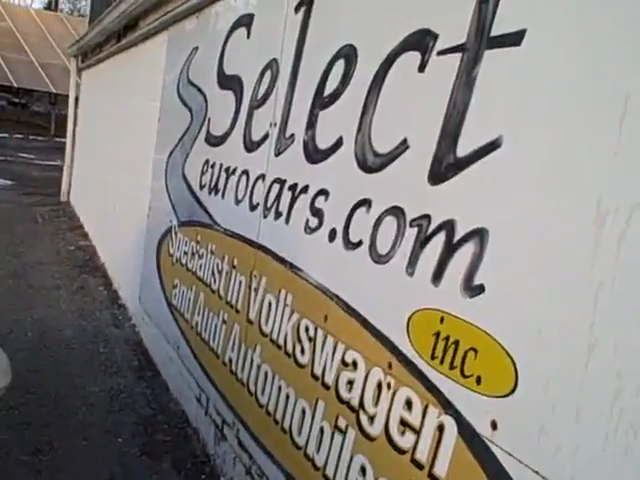 Select
eurocars.com
inc.
Specialist in Volkswagen
and Audi Automobiles